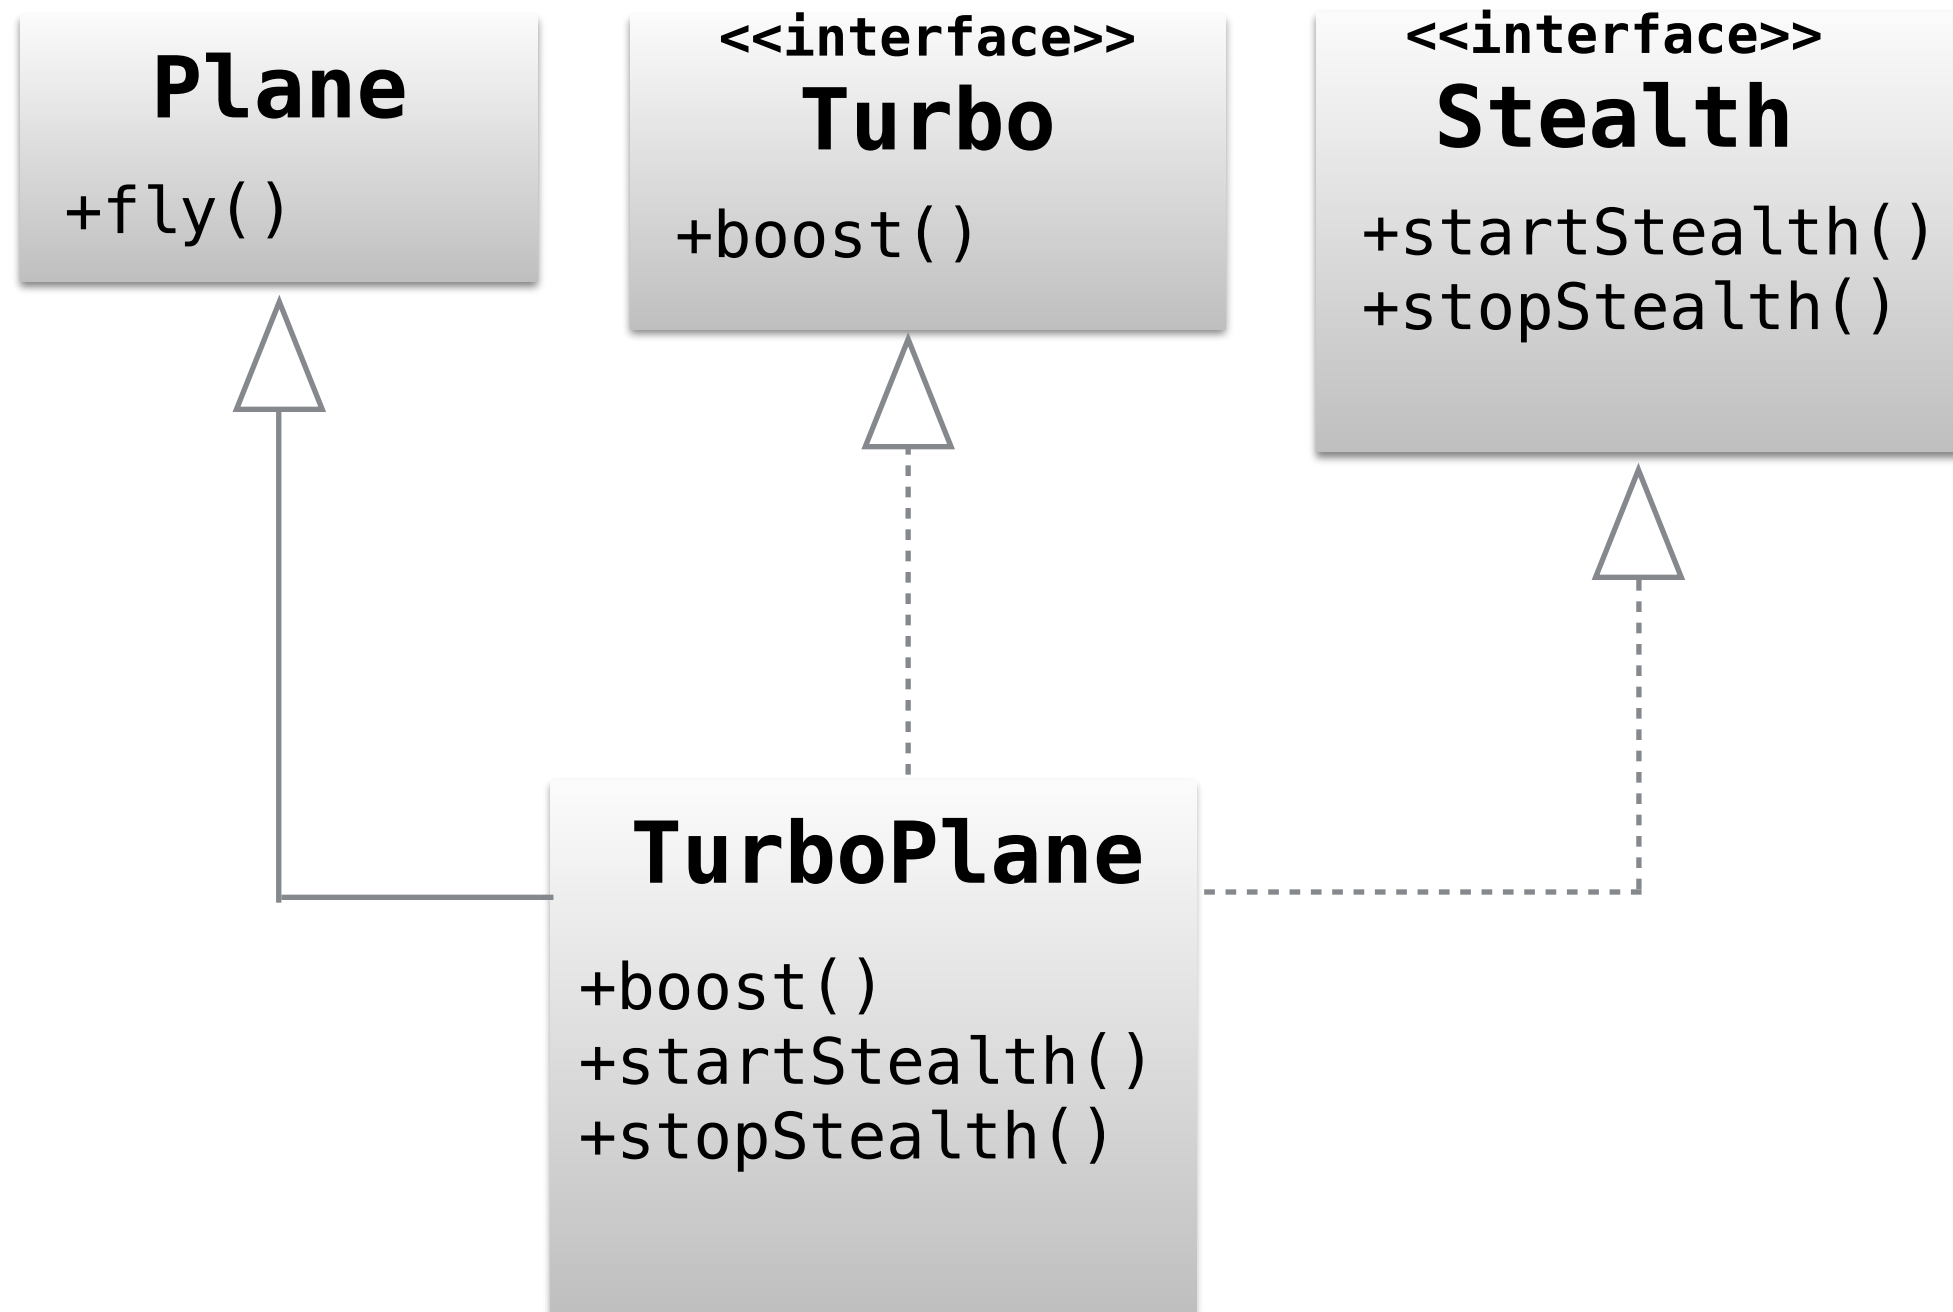 Plane
+fly()
<<interface>>
Turbo
+boost()
<<interface>>
Stealth
+startStealth()
+stopStealth()
TurboPlane
+boost()
+startStealth()
+stopStealth()